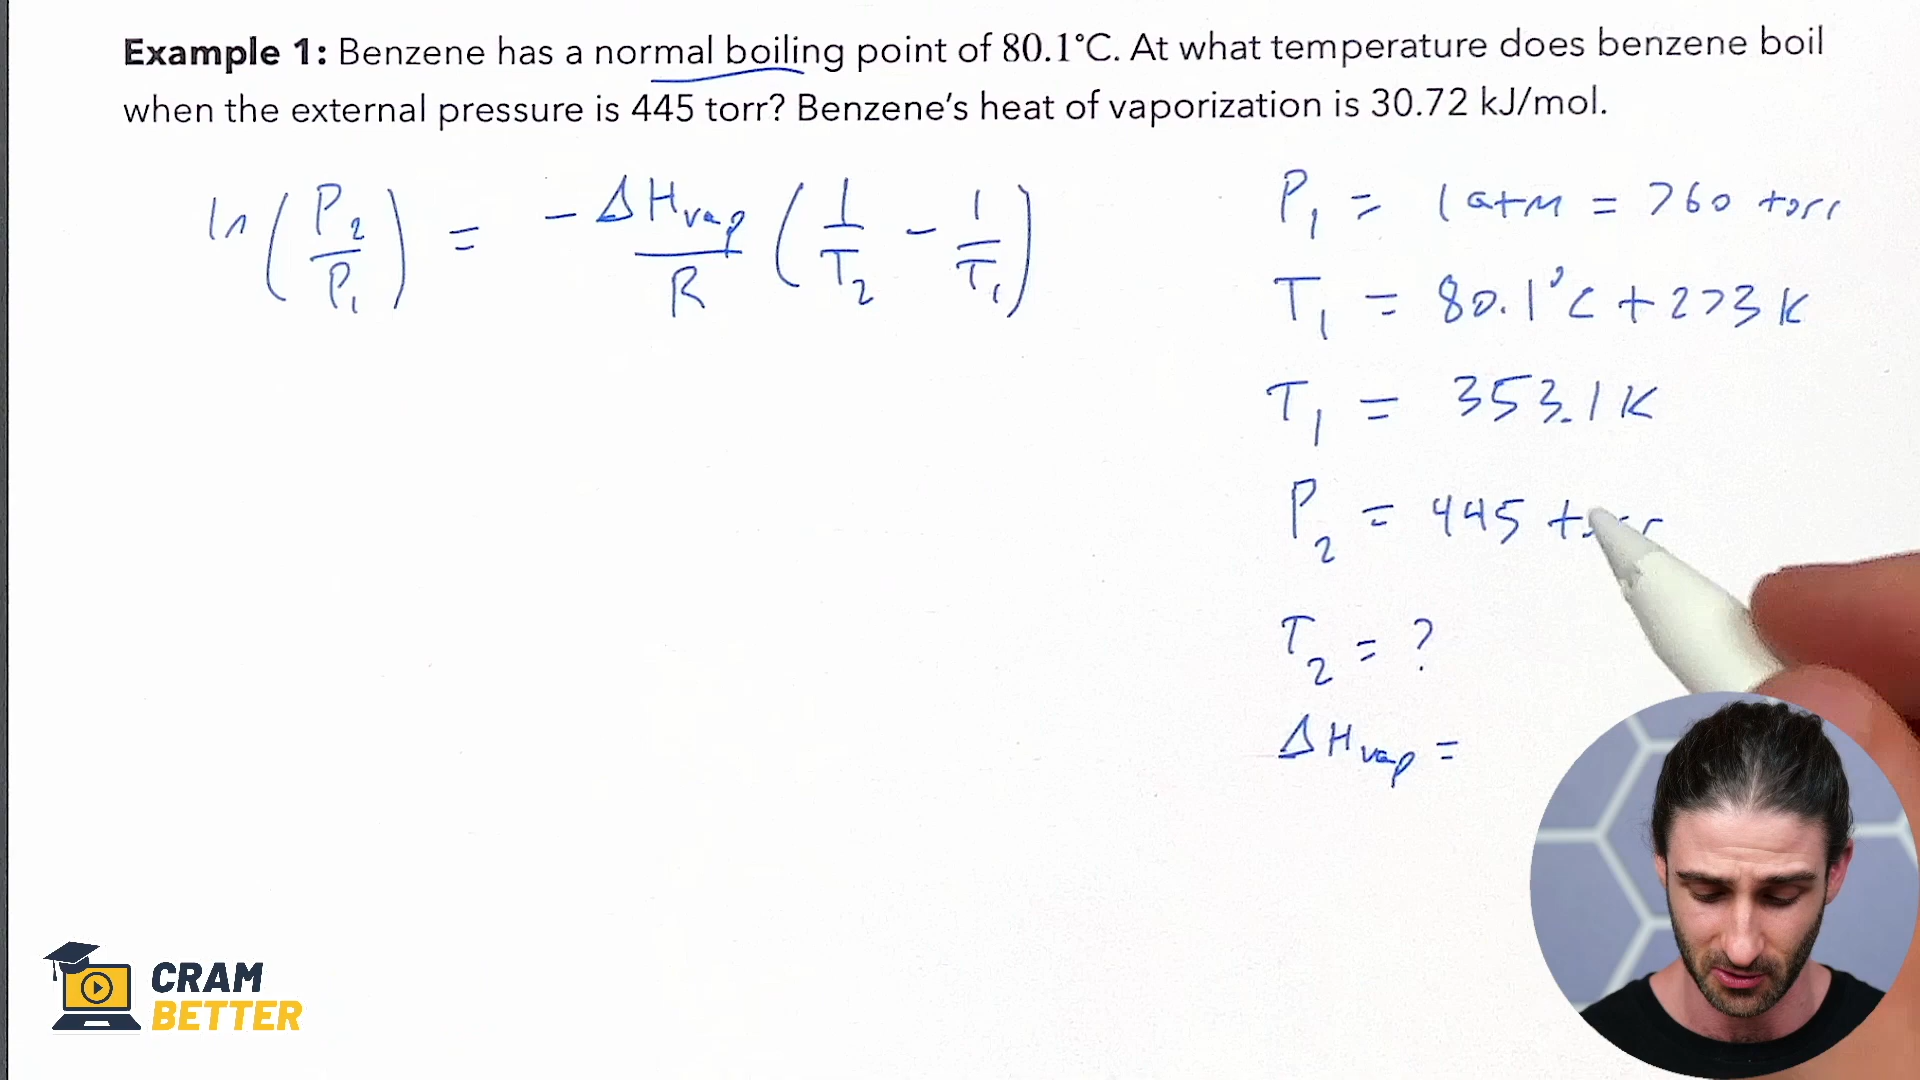 Example 1: Benzene has a normal boiling point of 80.1°C. At what temperature does benzene boil
when the external pressure is 445 torr? Benzene's heat of vaporization is 30.72 kJ/mol.
ln(P₂/P₁) = -ΔHvap/R (1/T₂ - 1/T₁)
P₁ = 1 atm = 760 torr
T₁ = 80.1°C + 273 K
T₁ = 353.1 K
P₂ = 445 torr
T₂ = ?
ΔHvap =
CRAM
BETTER